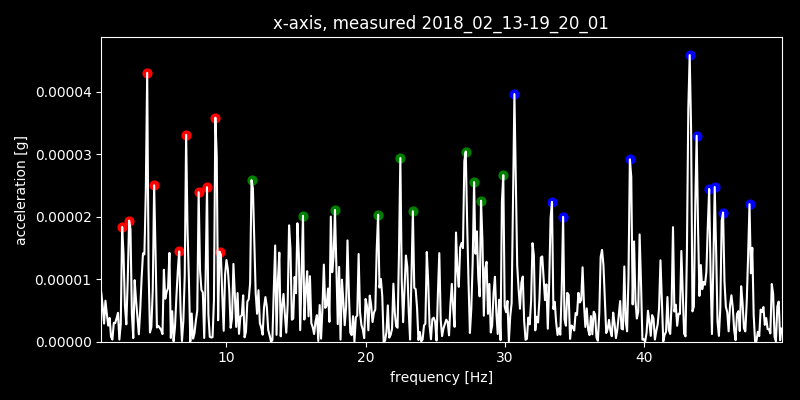 x-axis, measured 2018_02_13-19_20_01
acceleration [g]
0.00004
0.00003
0.00002
0.00001
0.00000
10 20 30 40
frequency [Hz]